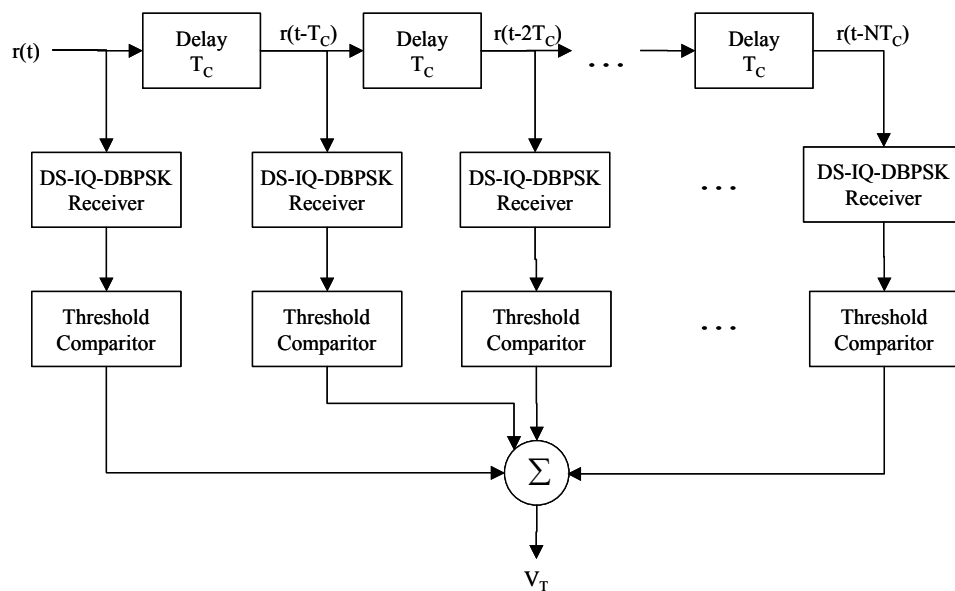 r(t)
Delay
T_C
r(t-T_C)
Delay
T_C
r(t-2T_C)
...
Delay
T_C
r(t-NT_C)
DS-IQ-DBPSK
Receiver
DS-IQ-DBPSK
Receiver
DS-IQ-DBPSK
Receiver
...
DS-IQ-DBPSK
Receiver
Threshold
Comparitor
Threshold
Comparitor
Threshold
Comparitor
...
Threshold
Comparitor
Σ
V_T